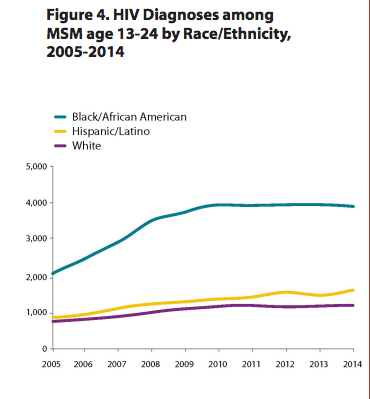 Figure 4. HIV Diagnoses among
MSM age 13-24 by Race/Ethnicity,
2005-2014
Black/African American
Hispanic/Latino
White
5,000
4,000
3,000
2,000
1,000
0
2005 2006 2007 2008 2009 2010 2011 2012 2013 2014